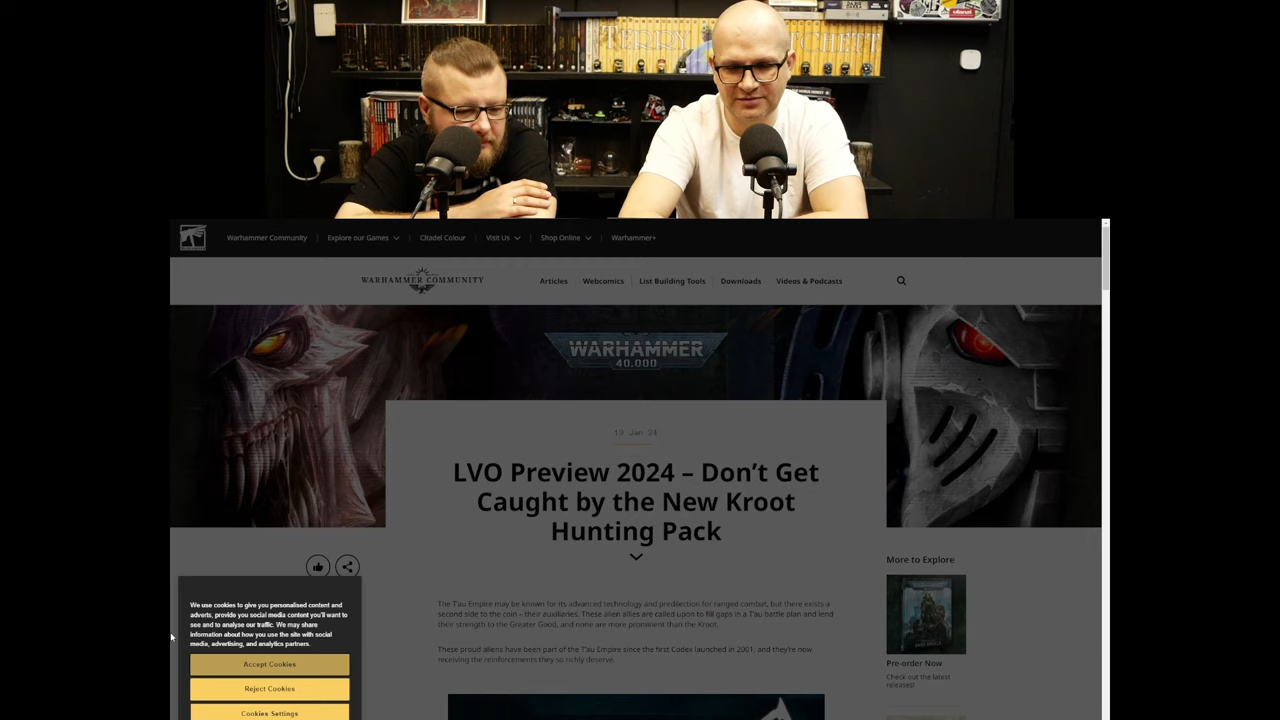 TERRY PRATCHETT
Warhammer Community
Explore our Games
Citadel Colour
Visit Us
Shop Online
Warhammer+
WARHAMMER COMMUNITY
Articles
Webcomics
List Building Tools
Downloads
Videos & Podcasts
WARHAMMER
40,000
19 Jan 24
LVO Preview 2024 – Don’t Get
Caught by the New Kroot
Hunting Pack
More to Explore
The T’au Empire may be known for its advanced technology and predilection for ranged combat, but there exists a
second side to the coin – their auxiliaries. These alien allies are called upon to fill gaps in a T’au battle plan and lend
their strength to the Greater Good, and none are more prominent than the Kroot.
These proud aliens have been part of the T’au Empire since the first Codex launched in 2001, and they’re now
receiving the reinforcements they so richly deserve.
Pre-order Now
Check out the latest
releases!
We use cookies to give you personalised content and
adverts, provide you social media content you’ll want to
see and to analyse our traffic. We may share
information about how you use the site with social
media, advertising, and analytics partners.
Accept Cookies
Reject Cookies
Cookies Settings